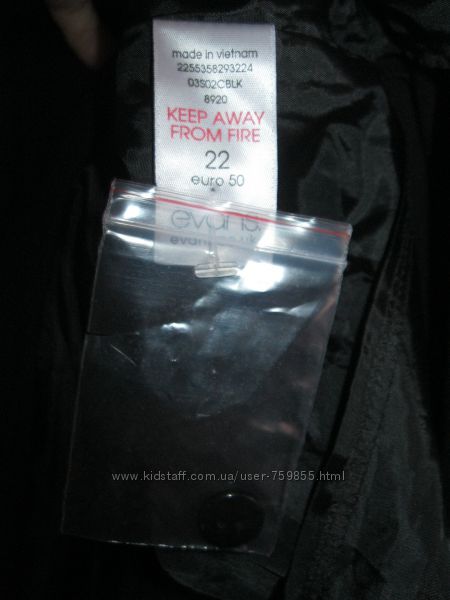 made in vietnam
2255358293224
03S02CBLK
8920
KEEP AWAY
FROM FIRE
22
euro 50
evans.
www.kidstaff.com.ua/user-759855.html